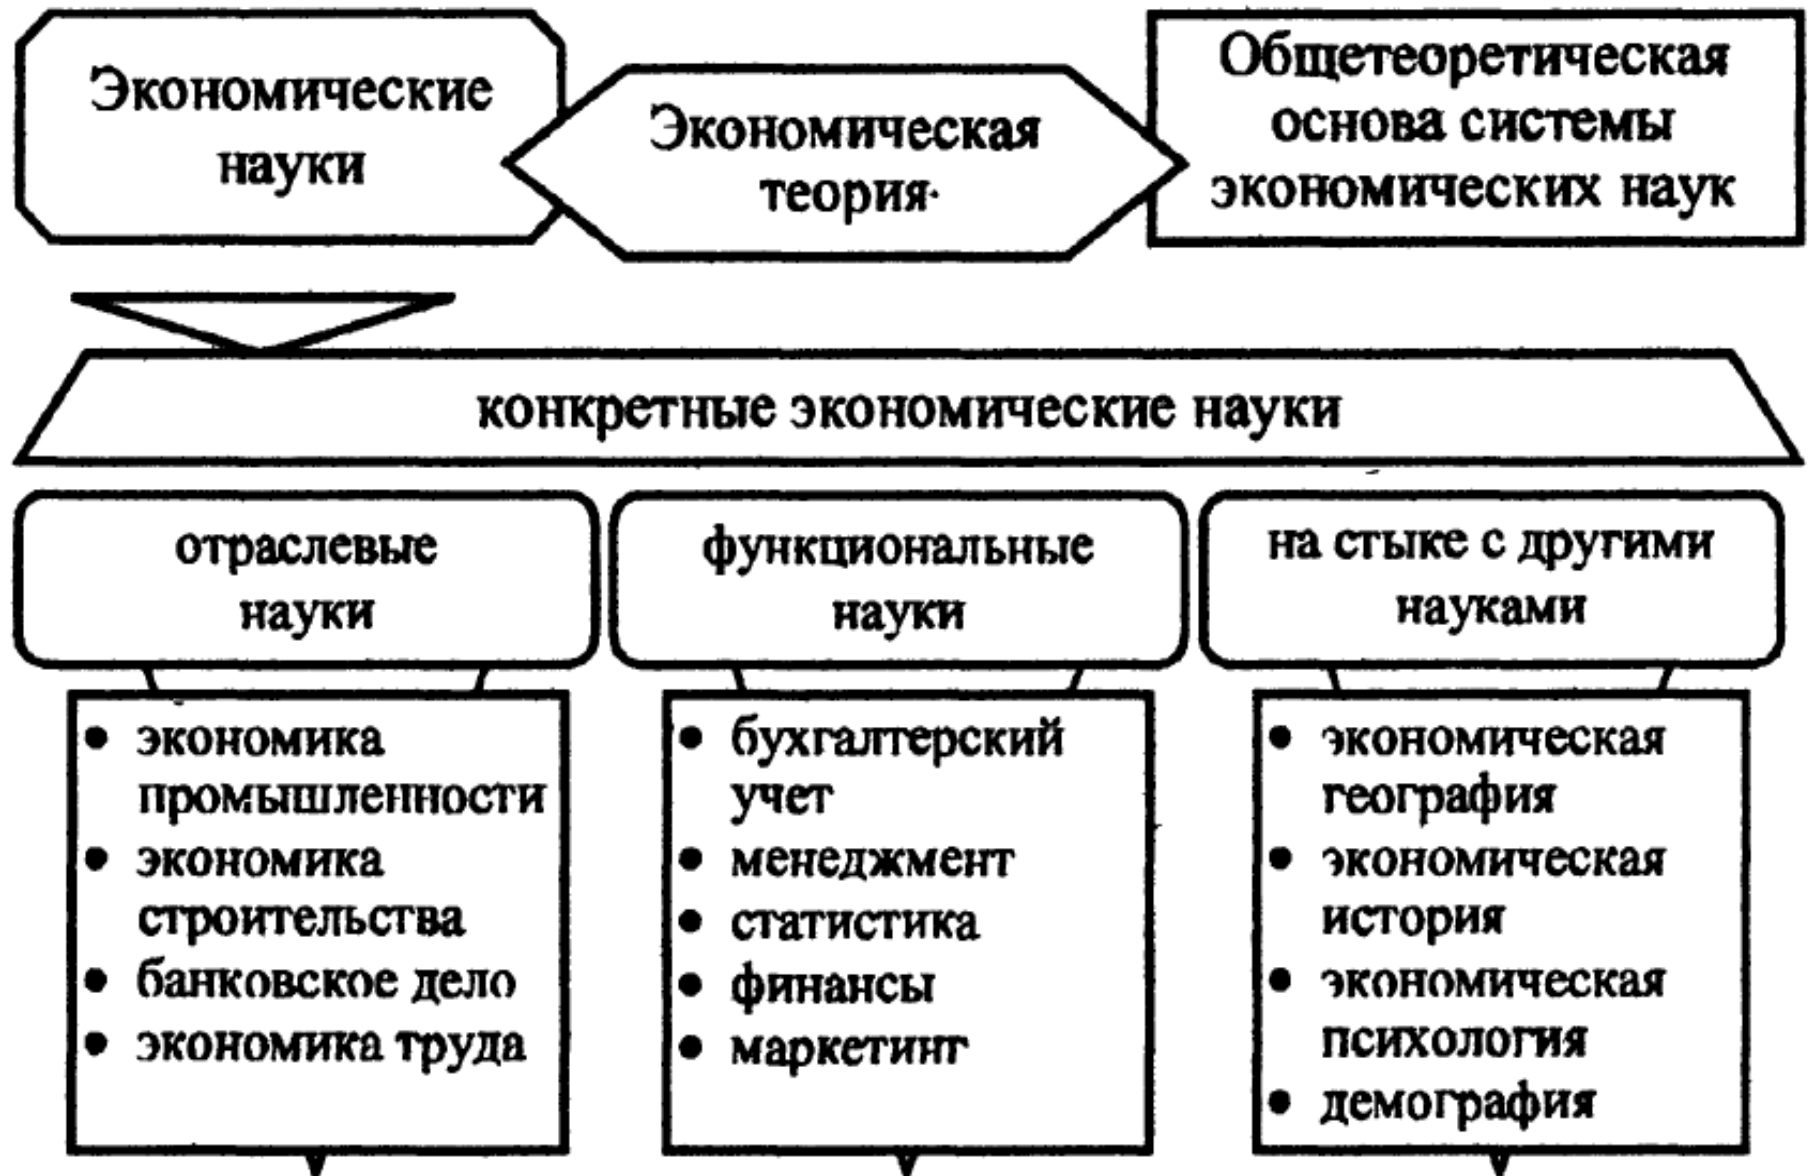 Экономические
науки
Экономическая
теория
Общетеоретическая
основа системы
экономических наук
конкретные экономические науки
отраслевые
науки
функциональные
науки
на стыке с другими
науками
• экономика
промышленности
• экономика
строительства
• банковское дело
• экономика труда
• бухгалтерский
учет
• менеджмент
• статистика
• финансы
• маркетинг
• экономическая
география
• экономическая
история
• экономическая
психология
• демография